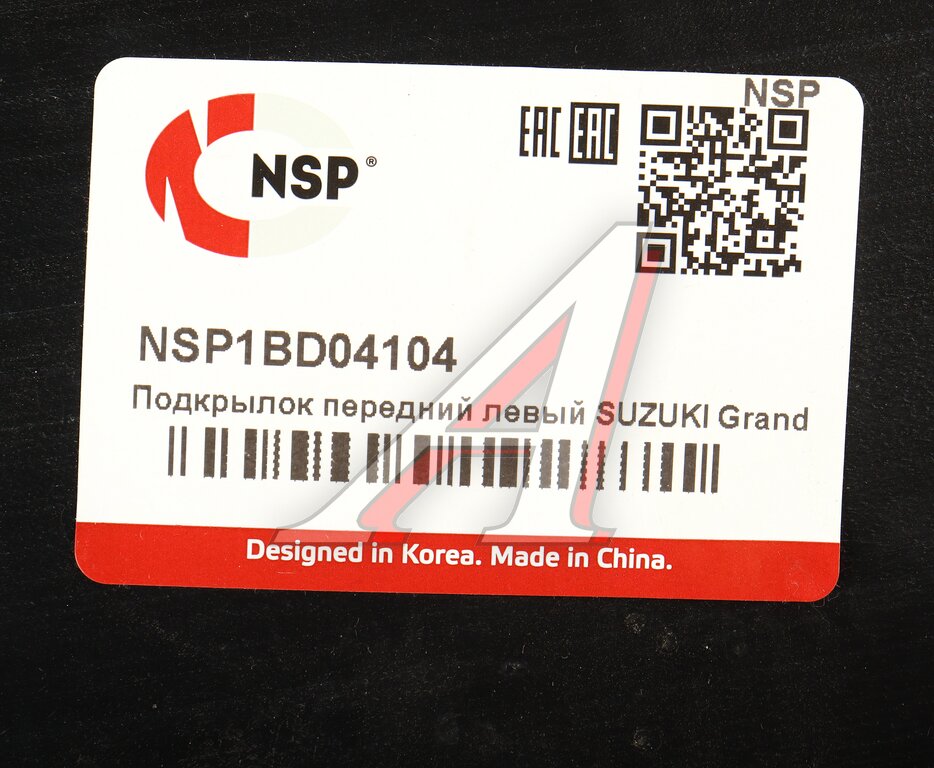 NSP
NSP®
EAC EAC
NSP1BD04104
Подкрылок передний левый SUZUKI Grand
Designed in Korea. Made in China.